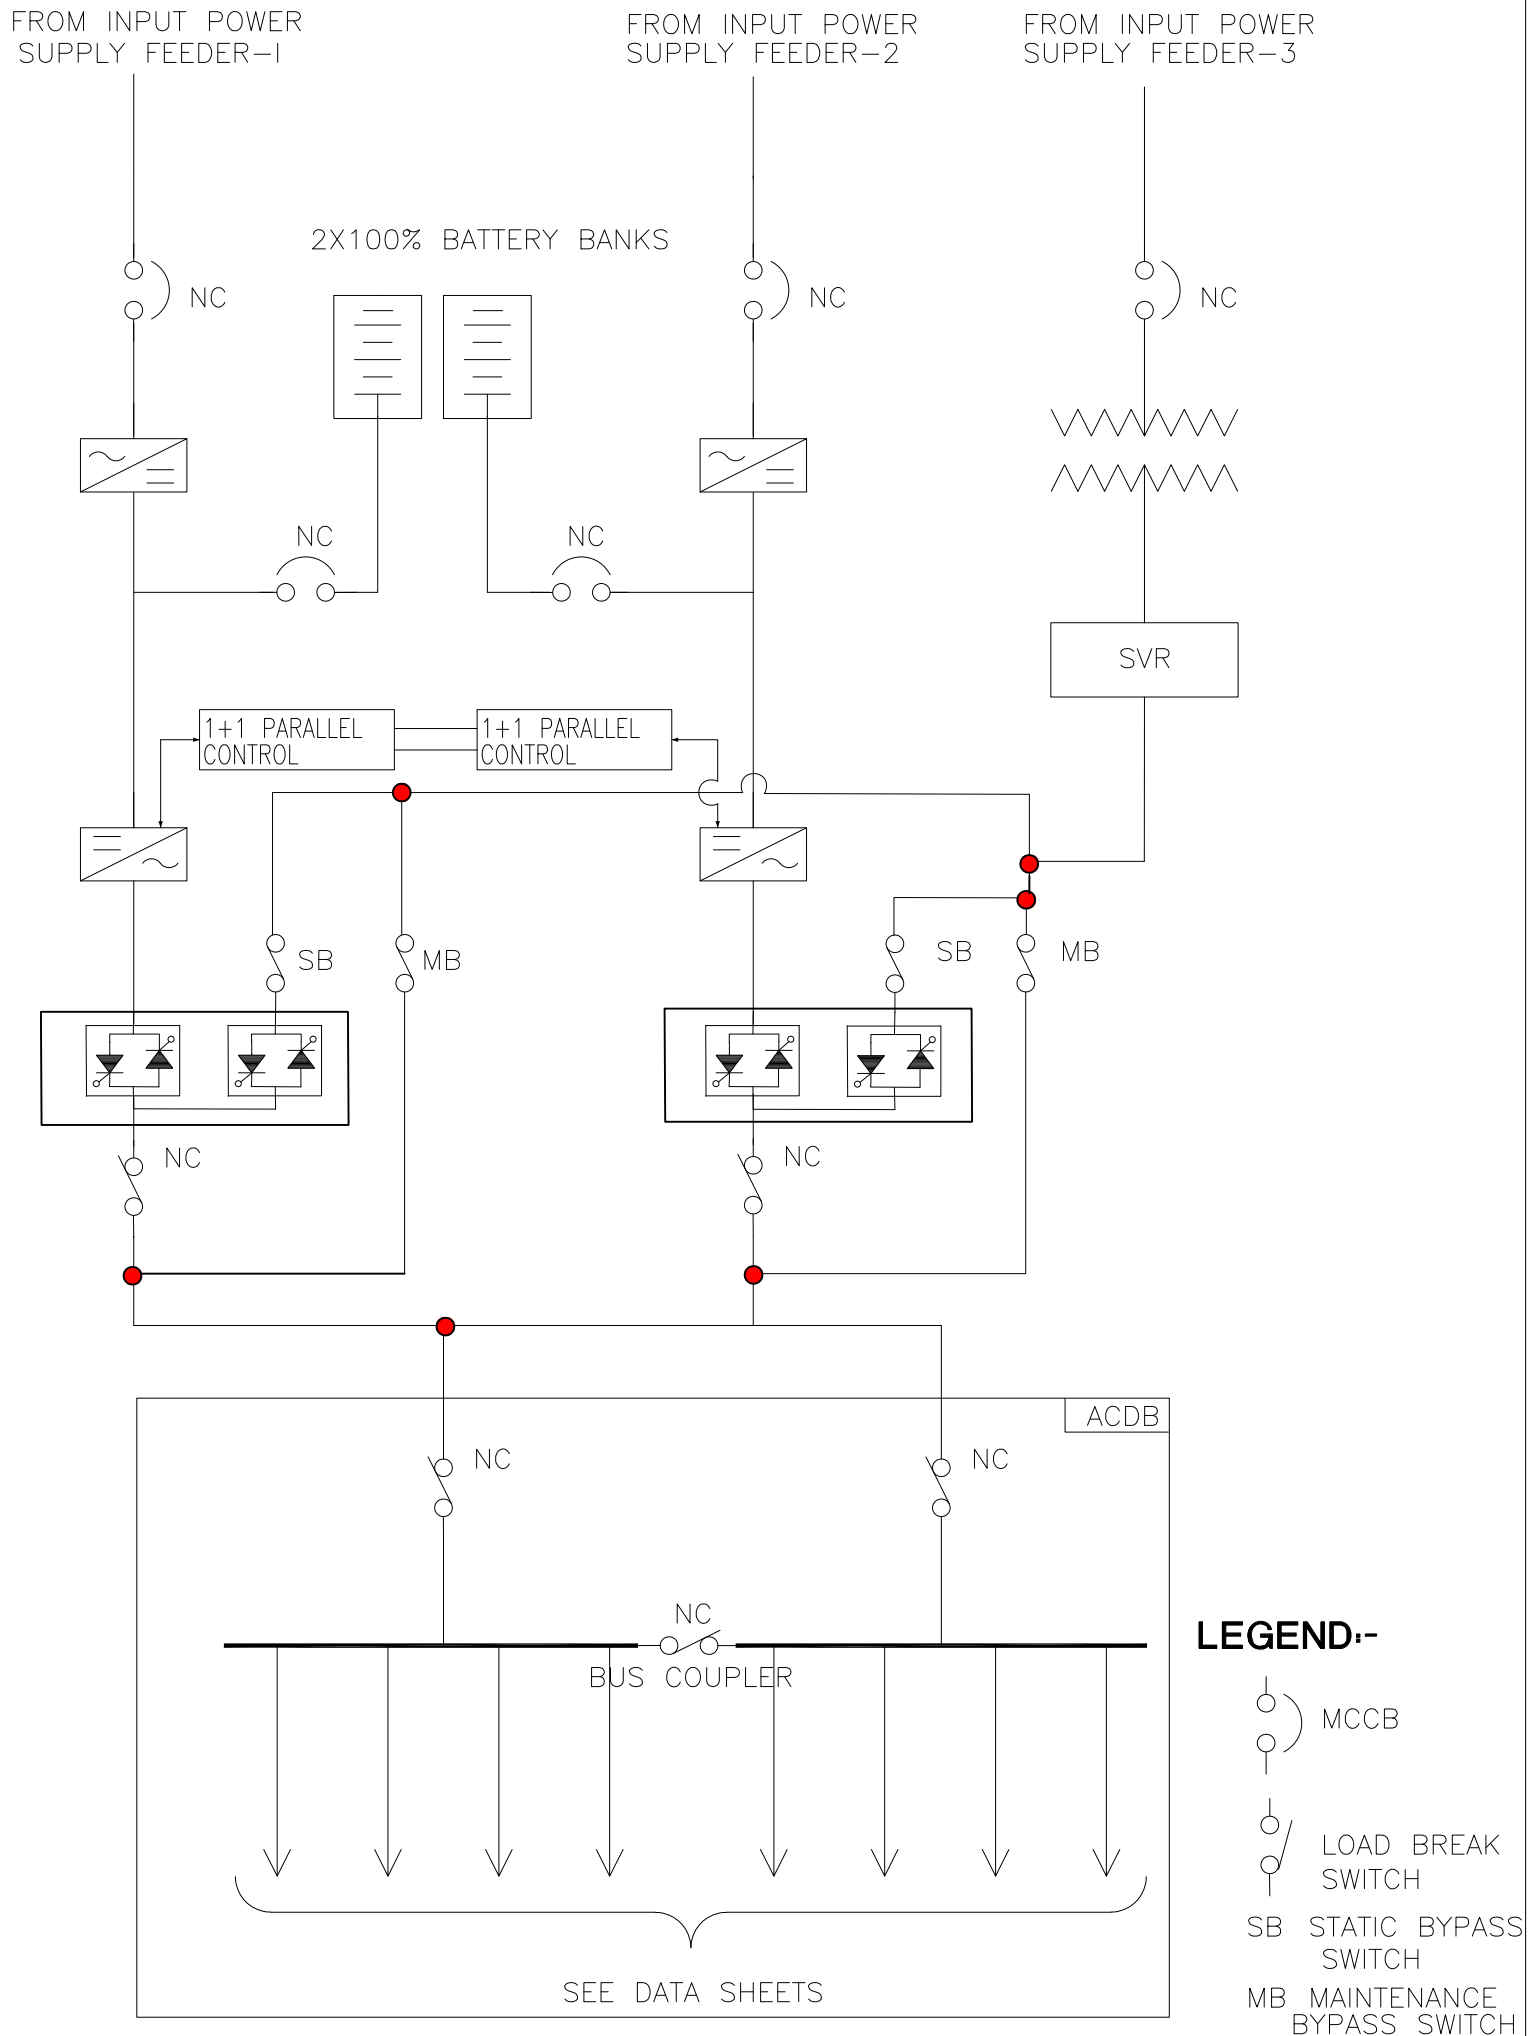 FROM INPUT POWER
SUPPLY FEEDER-1
FROM INPUT POWER
SUPPLY FEEDER-2
FROM INPUT POWER
SUPPLY FEEDER-3
2X100% BATTERY BANKS
NC
NC
NC
NC
NC
SVR
1+1 PARALLEL
CONTROL
1+1 PARALLEL
CONTROL
SB
MB
SB
MB
NC
NC
ACDB
NC
NC
NC
BUS COUPLER
SEE DATA SHEETS
LEGEND:-
MCCB
LOAD BREAK
SWITCH
SB STATIC BYPASS
SWITCH
MB MAINTENANCE
BYPASS SWITCH